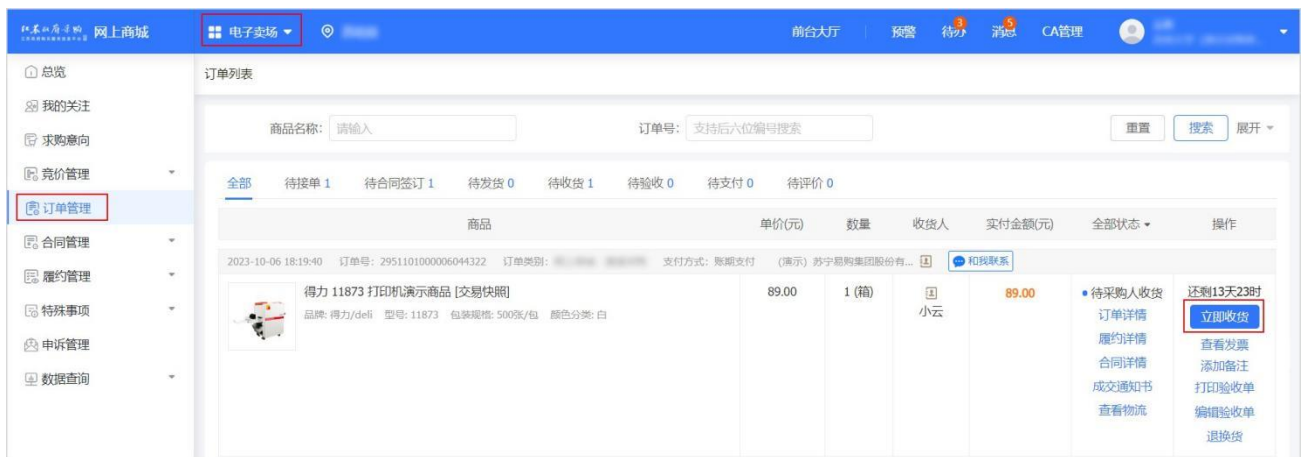 网上商城 电子卖场 前台大厅 预警 待办 3 消息 5 CA管理
总览
我的关注
求购意向
竞价管理
订单管理
合同管理
履约管理
特殊事项
申诉管理
数据查询
订单列表
商品名称: 请输入 订单号: 支持后六位编号搜索 重置 搜索 展开
全部 待接单 1 待合同签订 1 待发货 0 待收货 1 待验收 0 待支付 0 待评价 0
商品 单价(元) 数量 收货人 实付金额(元) 全部状态 操作
2023-10-06 18:19:40 订单号: 2951101000006044322 订单类别: 支付方式: 账期支付 (演示) 苏宁易购集团股份有... 和我联系
得力 11873 打印机演示商品 [交易快照] 89.00 1 (箱) 小云 89.00
品牌: 得力/deli 型号: 11873 包装规格: 500张/包 颜色分类: 白
待采购人收货
订单详情
履约详情
合同详情
成交通知书
查看物流
还剩13天23时
立即收货
查看发票
添加备注
打印验收单
编辑验收单
退换货